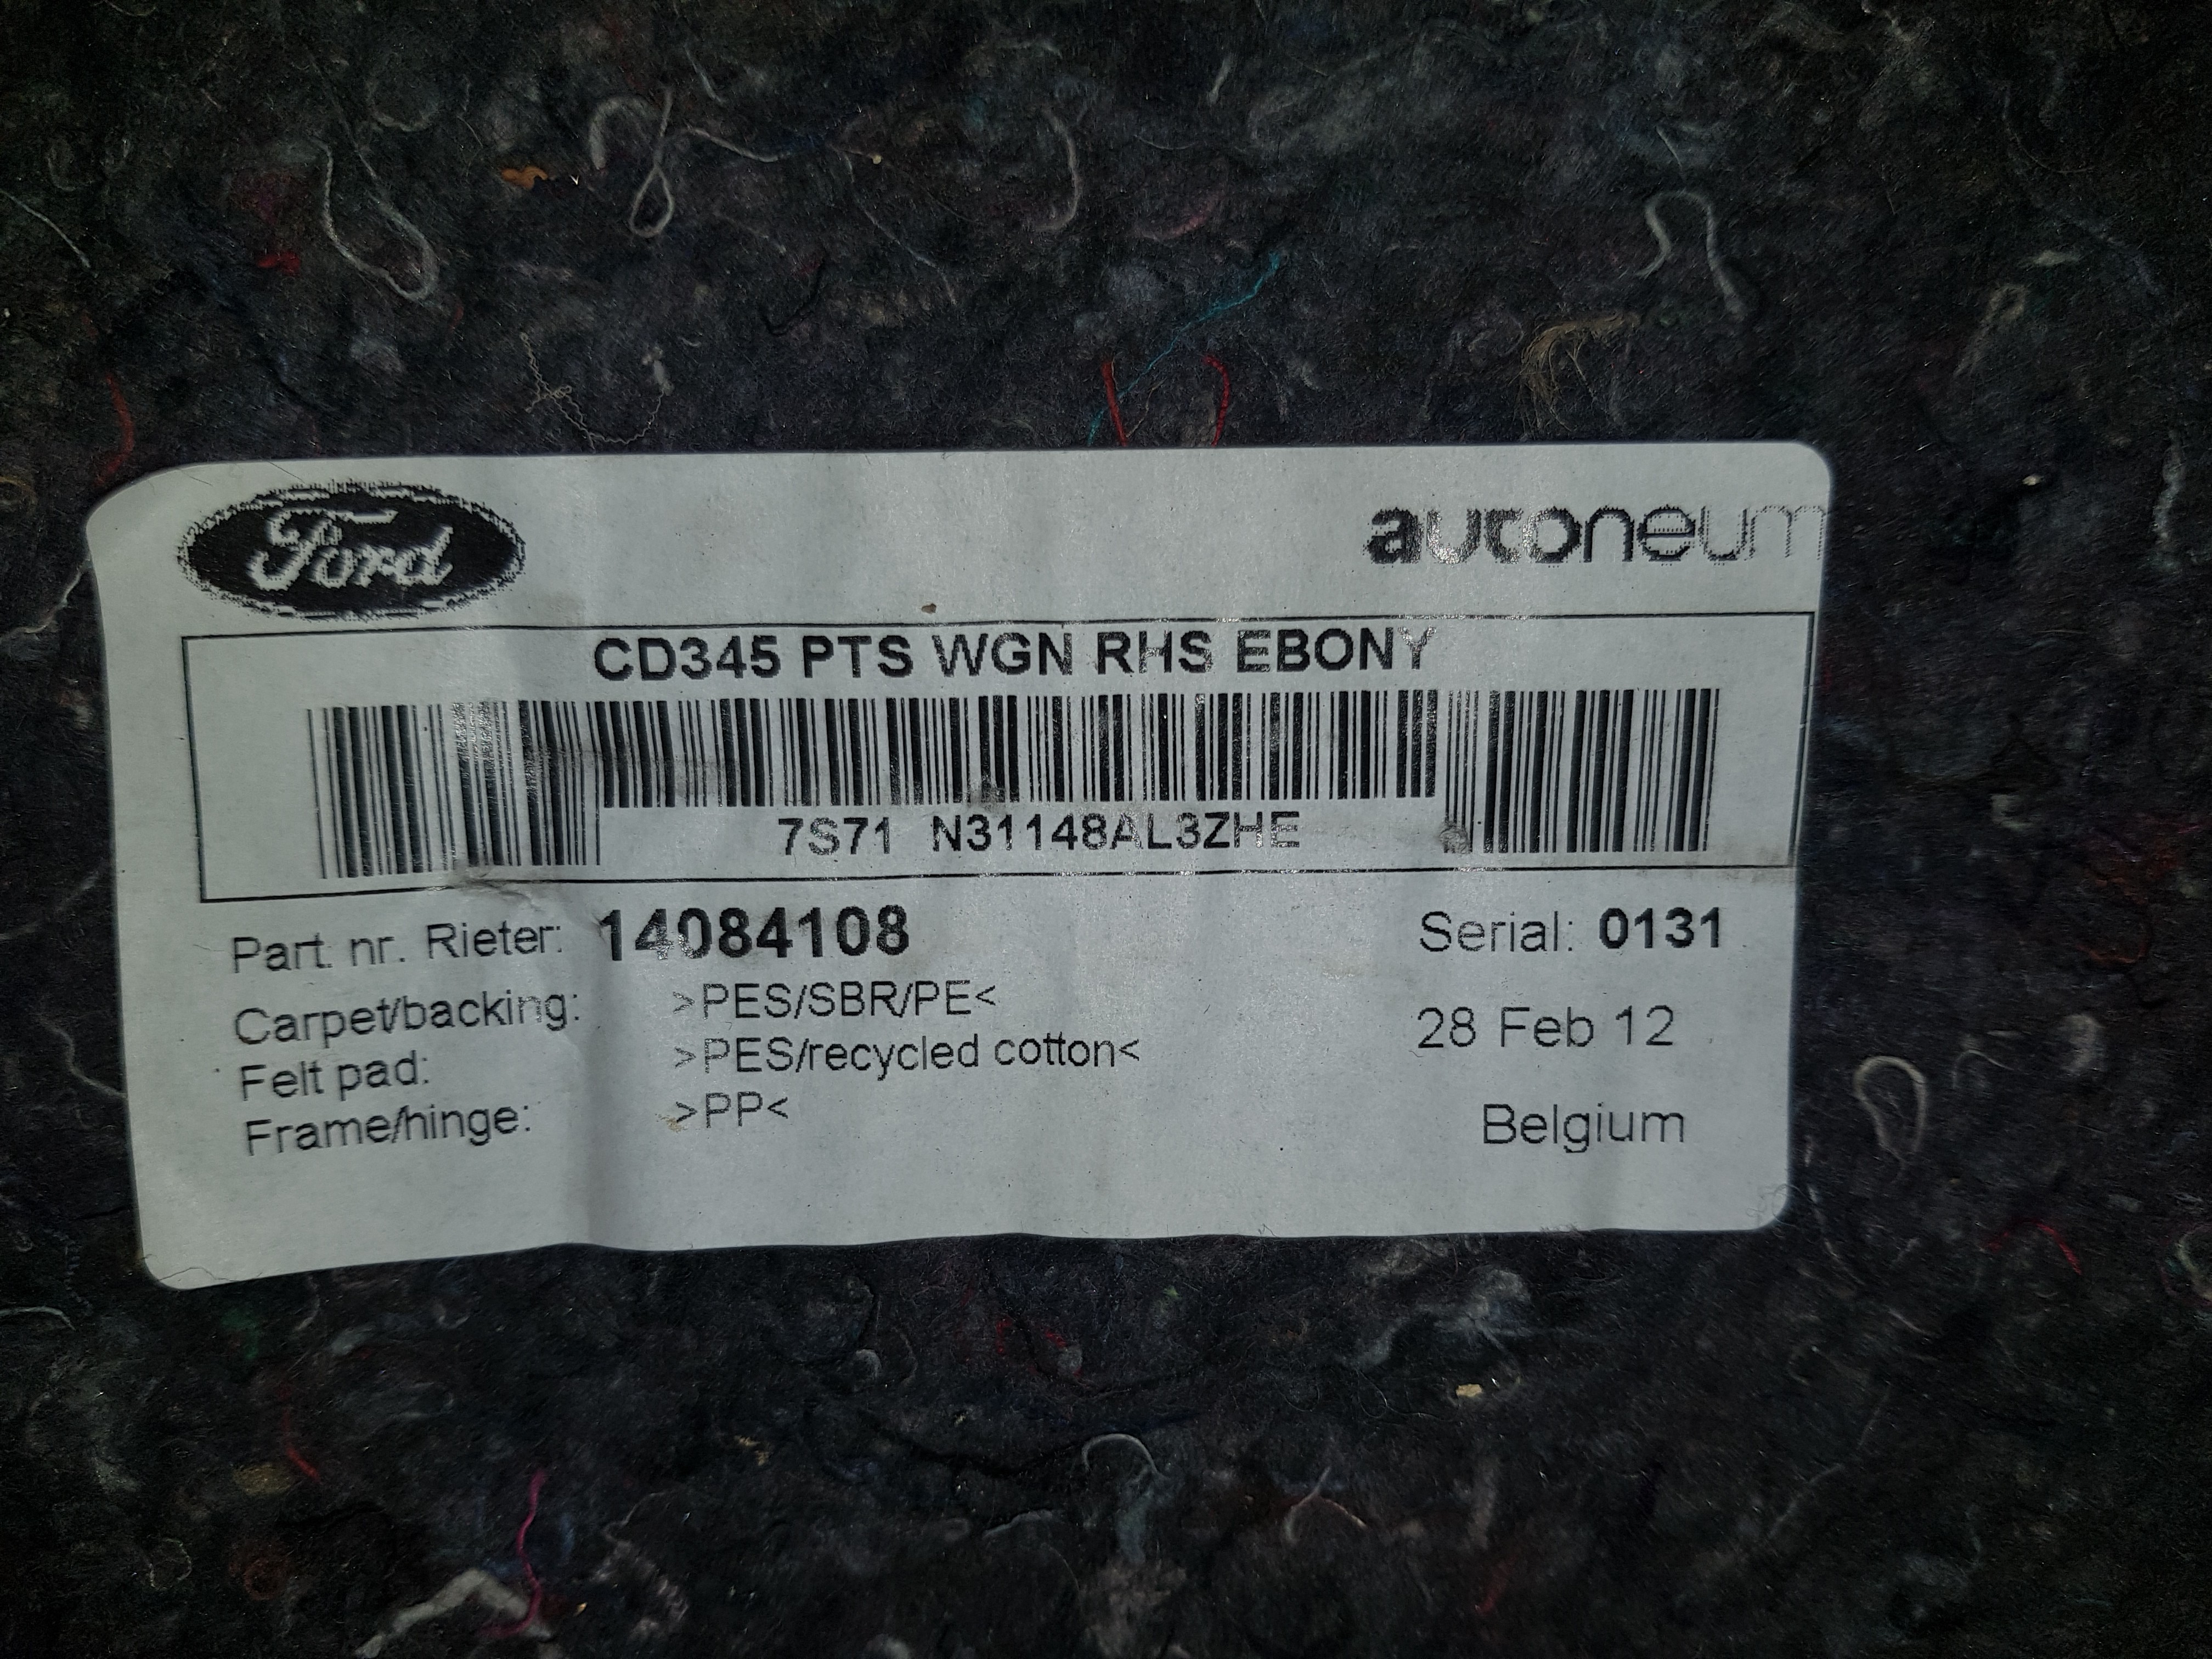 Ford
autoneum
CD345 PTS WGN RHS EBONY
7S71 N31148AL3ZHE
Part. nr. Rieter: 14084108
Serial: 0131
Carpet/backing: >PES/SBR/PE<
28 Feb 12
Felt pad: >PES/recycled cotton<
Frame/hinge: >PP<
Belgium